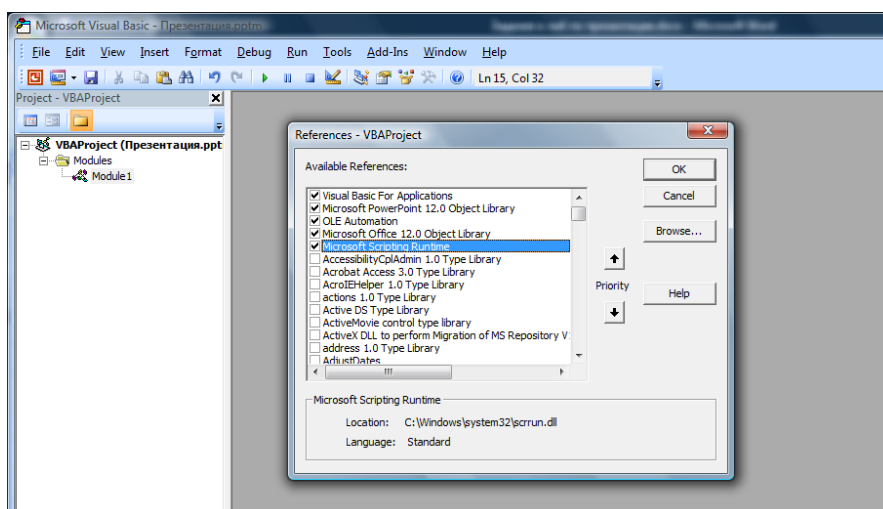 Microsoft Visual Basic - Презентация.pptm
File Edit View Insert Format Debug Run Tools Add-Ins Window Help
Ln 15, Col 32
Project - VBAProject
VBAProject (Презентация.ppt
Modules
Module1
References - VBAProject
Available References:
OK
Cancel
Browse...
Visual Basic For Applications
Microsoft PowerPoint 12.0 Object Library
OLE Automation
Microsoft Office 12.0 Object Library
Microsoft Scripting Runtime
AccessibilityCplAdmin 1.0 Type Library
Acrobat Access 3.0 Type Library
AcroIEHelper 1.0 Type Library
actions 1.0 Type Library
Active DS Type Library
ActiveMovie control type library
ActiveX DLL to perform Migration of MS Repository V
address 1.0 Type Library
AdjustDates
Priority
Help
Microsoft Scripting Runtime
Location: C:\Windows\system32\scrrun.dll
Language: Standard